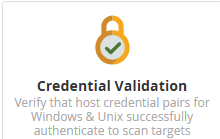 Credential Validation
Verify that host credential pairs for
Windows & Unix successfully
authenticate to scan targets